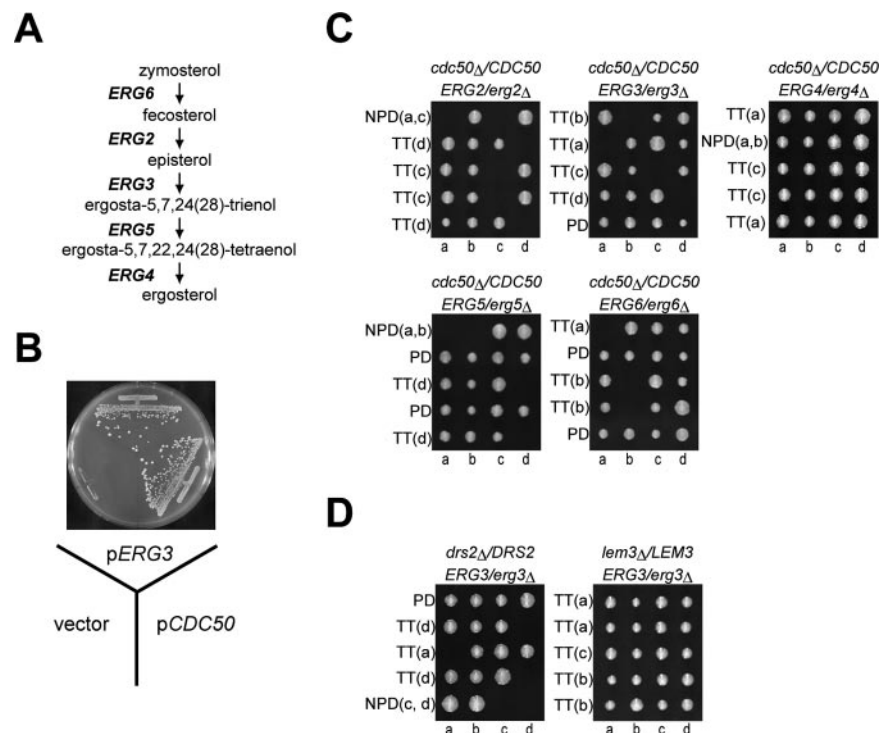 A
zymosterol
ERG6
fecosterol
ERG2
episterol
ERG3
ergosta-5,7,24(28)-trienol
ERG5
ergosta-5,7,22,24(28)-tetraenol
ERG4
ergosterol
B
pERG3
vector
pCDC50
C
cdc50Δ/CDC50
ERG2/erg2Δ
NPD(a,c)
TT(d)
TT(c)
TT(c)
TT(d)
a b c d
cdc50Δ/CDC50
ERG3/erg3Δ
TT(b)
TT(a)
TT(c)
TT(d)
PD
a b c d
cdc50Δ/CDC50
ERG4/erg4Δ
TT(a)
NPD(a,b)
TT(c)
TT(c)
TT(a)
a b c d
cdc50Δ/CDC50
ERG5/erg5Δ
NPD(a,b)
PD
TT(d)
PD
TT(d)
a b c d
cdc50Δ/CDC50
ERG6/erg6Δ
TT(a)
PD
TT(b)
TT(b)
PD
a b c d
D
drs2Δ/DRS2
ERG3/erg3Δ
PD
TT(d)
TT(a)
TT(d)
NPD(c, d)
a b c d
lem3Δ/LEM3
ERG3/erg3Δ
TT(a)
TT(a)
TT(c)
TT(b)
TT(b)
a b c d